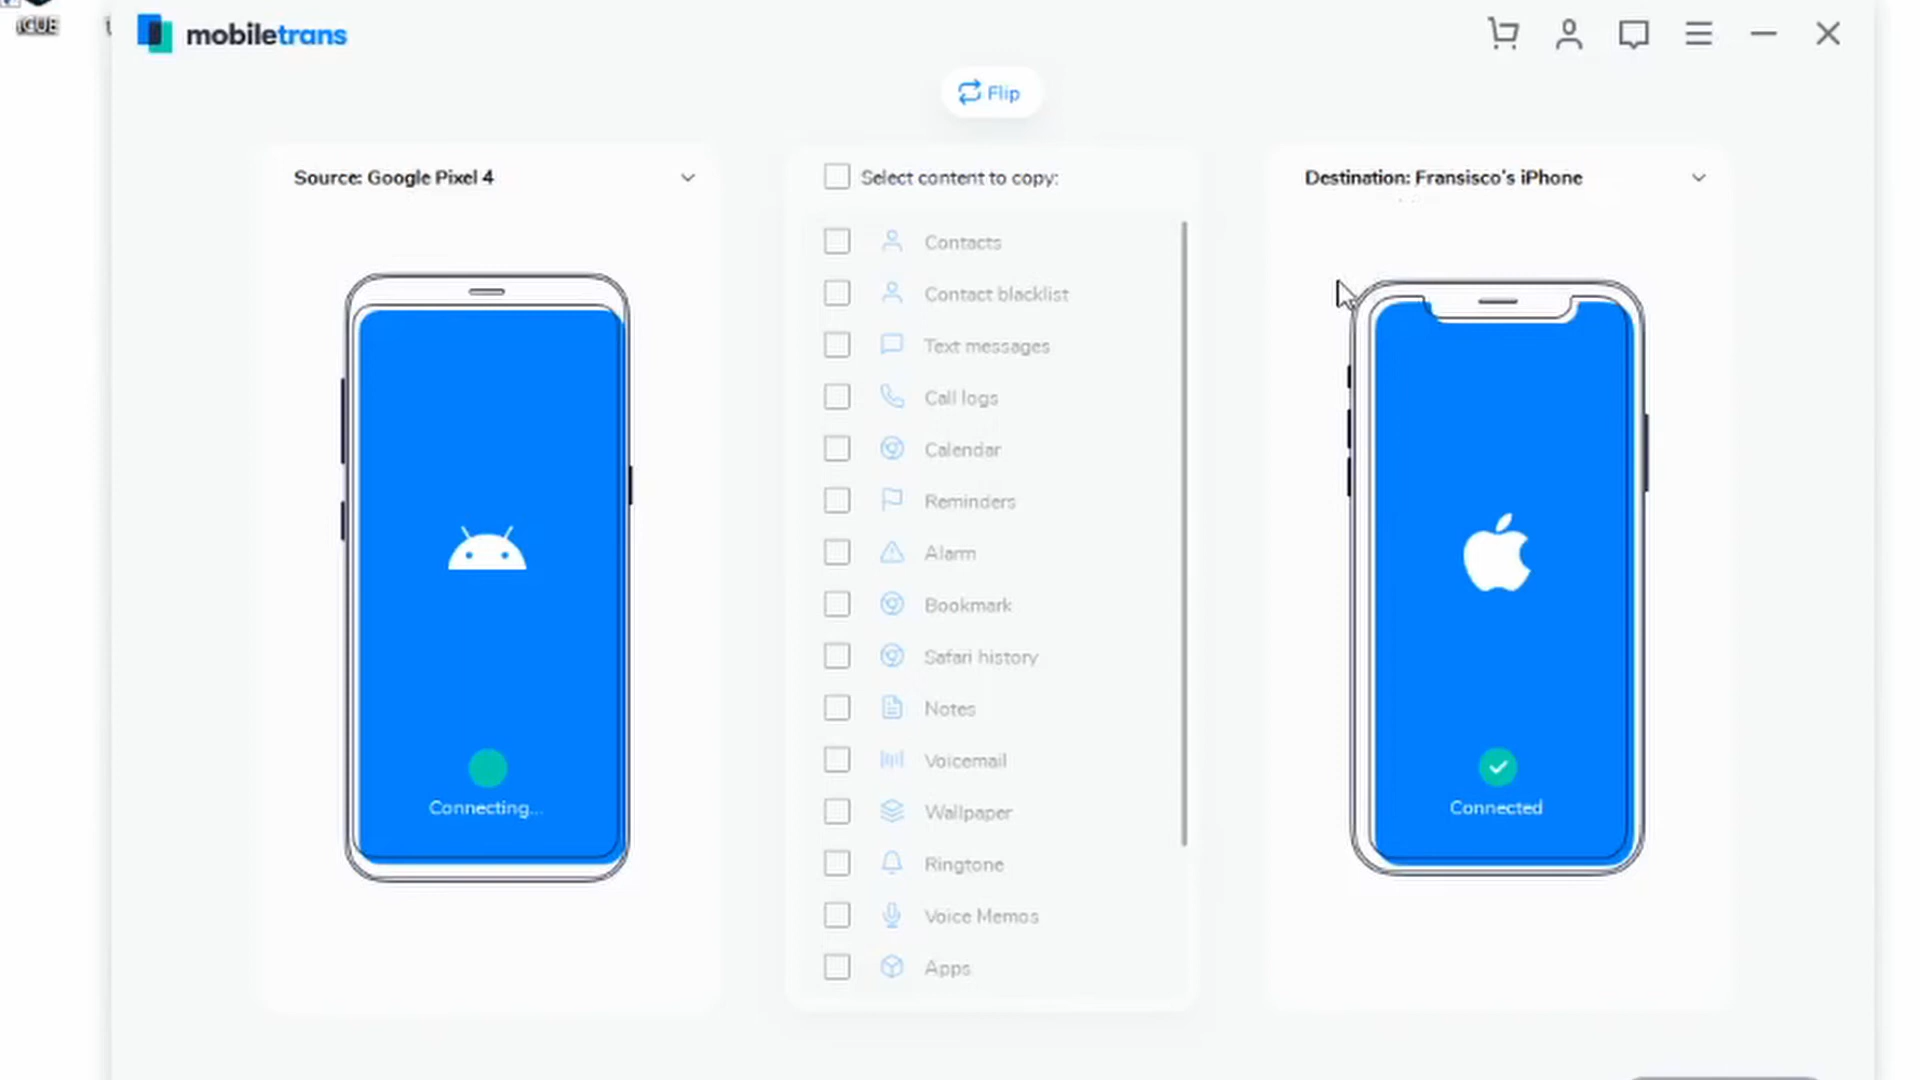 iGUE
mobiletrans
Flip
Source: Google Pixel 4
Select content to copy:
Contacts
Contact blacklist
Text messages
Call logs
Calendar
Reminders
Alarm
Bookmark
Safari history
Notes
Voicemail
Wallpaper
Ringtone
Voice Memos
Apps
Destination: Fransisco's iPhone
Connecting...
Connected